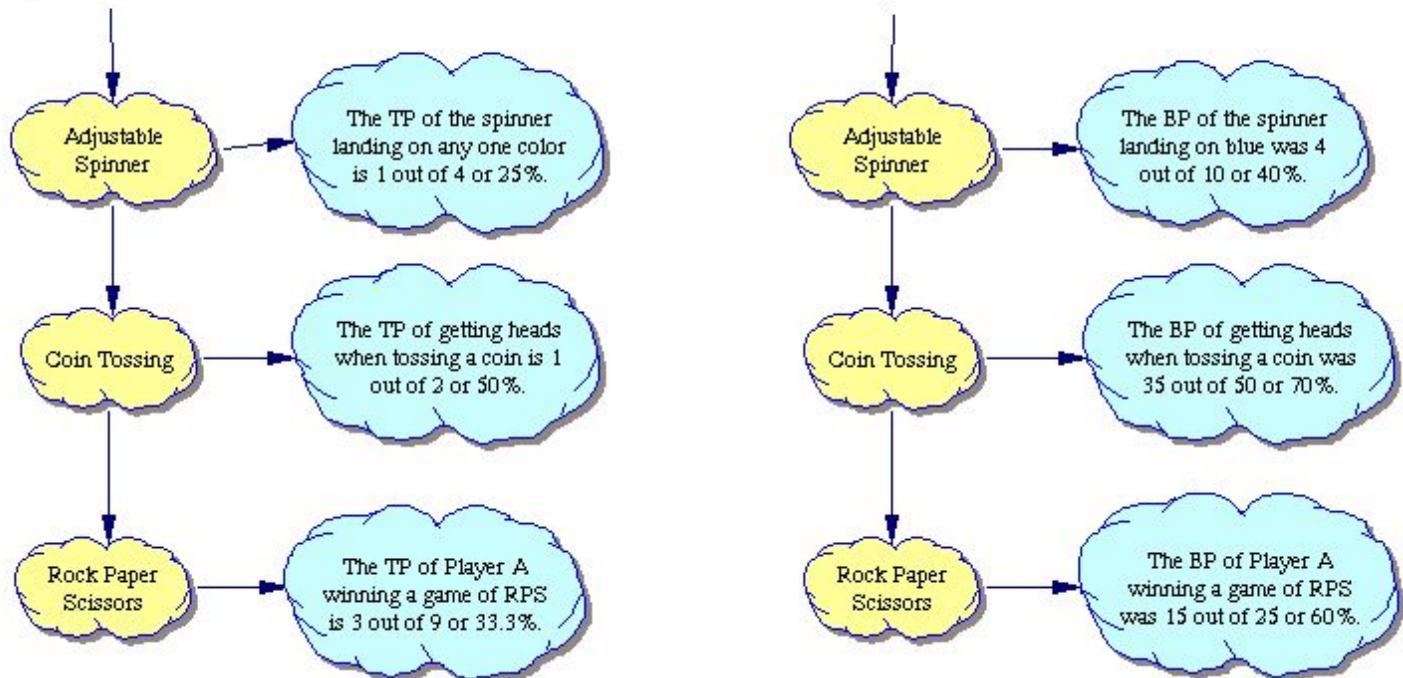 Adjustable
Spinner
The TP of the spinner
landing on any one color
is 1 out of 4 or 25%.
Coin Tossing
The TP of getting heads
when tossing a coin is 1
out of 2 or 50%.
Rock Paper
Scissors
The TP of Player A
winning a game of RPS
is 3 out of 9 or 33.3%.
Adjustable
Spinner
The BP of the spinner
landing on blue was 4
out of 10 or 40%.
Coin Tossing
The BP of getting heads
when tossing a coin was
35 out of 50 or 70%.
Rock Paper
Scissors
The BP of Player A
winning a game of RPS
was 15 out of 25 or 60%.